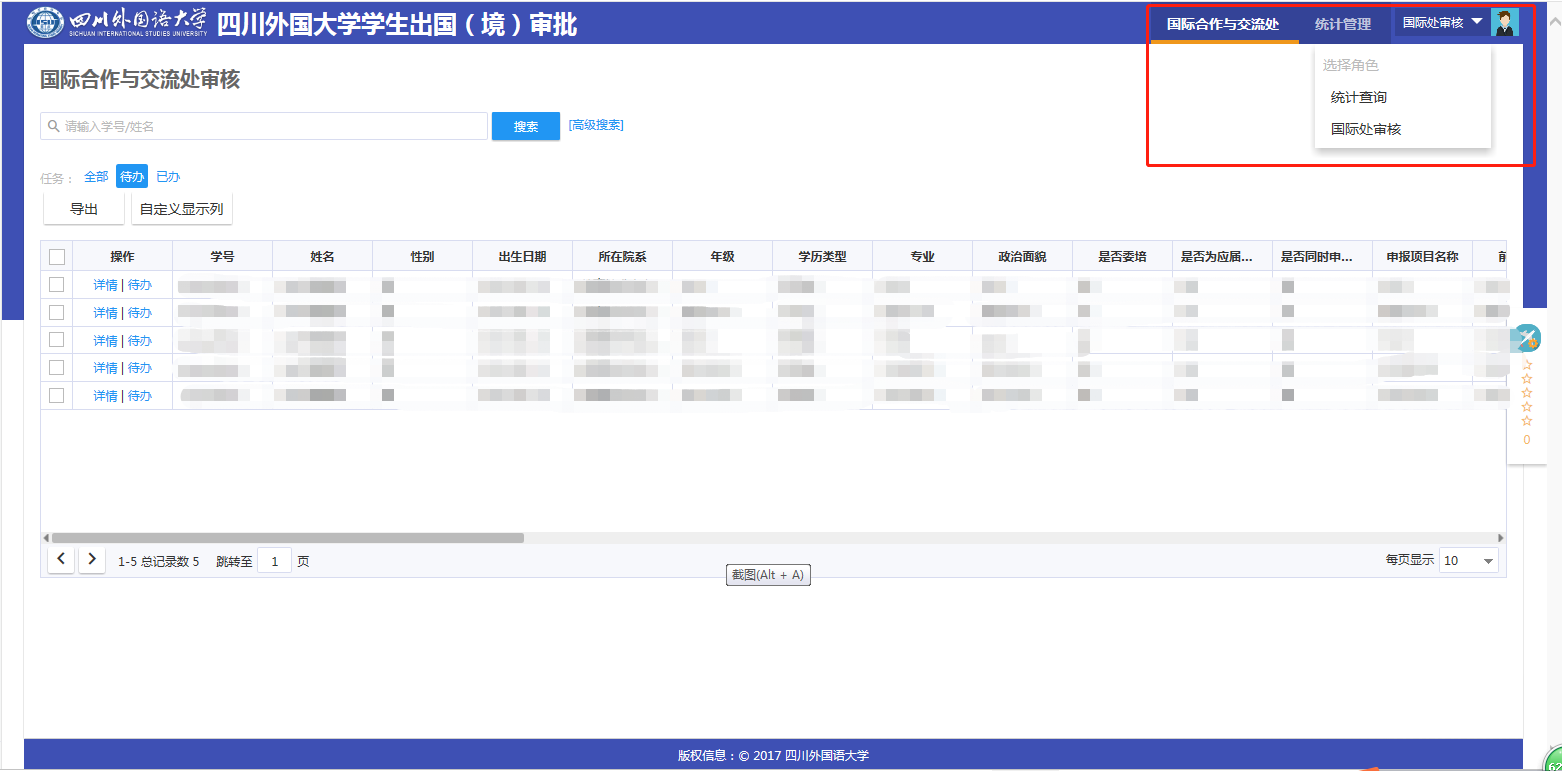 四川外国语大学 四川外国大学学生出国（境）审批 国际合作与交流处 统计管理 国际处审核
SICHUAN INTERNATIONAL STUDIES UNIVERSITY
选择角色
统计查询
国际处审核
国际合作与交流处审核
请输入学号/姓名 搜索 [高级搜索]
任务： 全部 待办 已办
导出 自定义显示列
操作 学号 姓名 性别 出生日期 所在院系 年级 学历类型 专业 政治面貌 是否委培 是否为应届... 是否同时申... 申报项目名称 前
详情 | 待办
详情 | 待办
详情 | 待办
详情 | 待办
详情 | 待办
0
1-5 总记录数 5 跳转至 1 页 每页显示 10
截图(Alt + A)
版权信息：© 2017 四川外国语大学